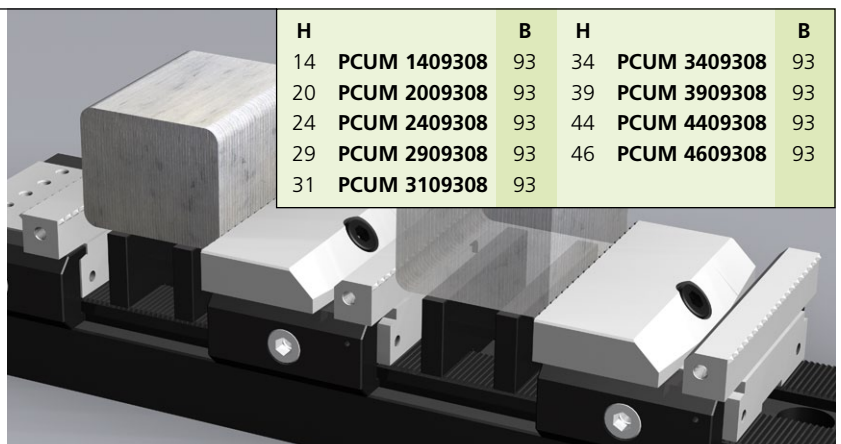 H B H B
14 PCUM 1409308 93 34 PCUM 3409308 93
20 PCUM 2009308 93 39 PCUM 3909308 93
24 PCUM 2409308 93 44 PCUM 4409308 93
29 PCUM 2909308 93 46 PCUM 4609308 93
31 PCUM 3109308 93